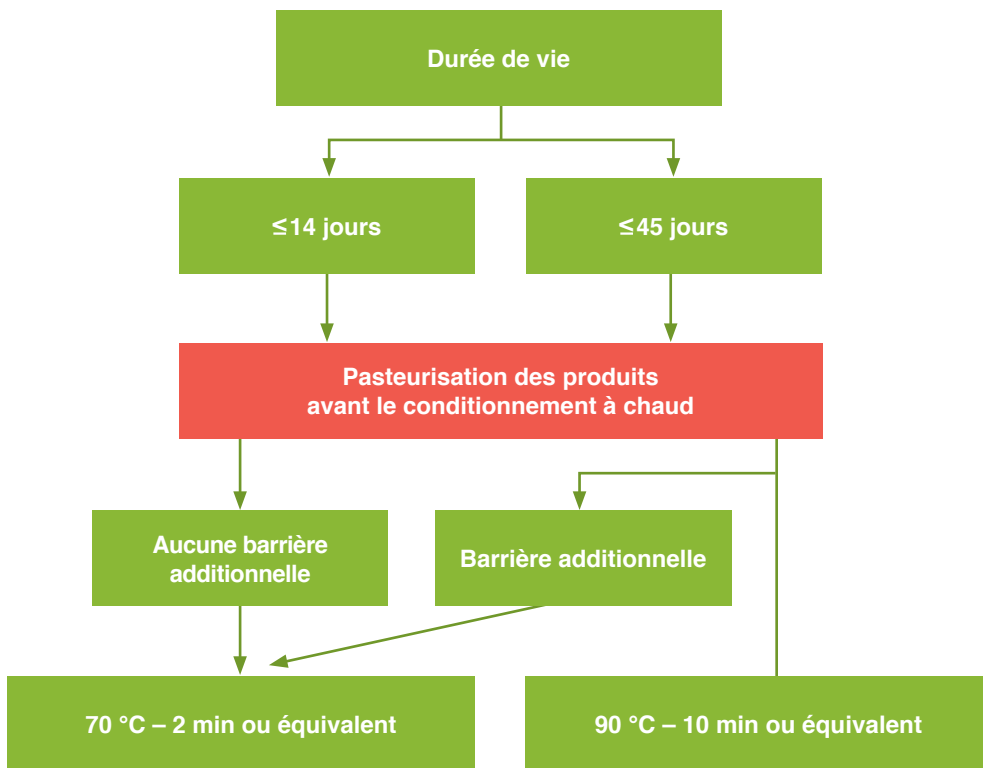 Durée de vie
≤14 jours
≤45 jours
Pasteurisation des produits
avant le conditionnement à chaud
Aucune barrière
additionnelle
Barrière additionnelle
70 °C – 2 min ou équivalent
90 °C – 10 min ou équivalent